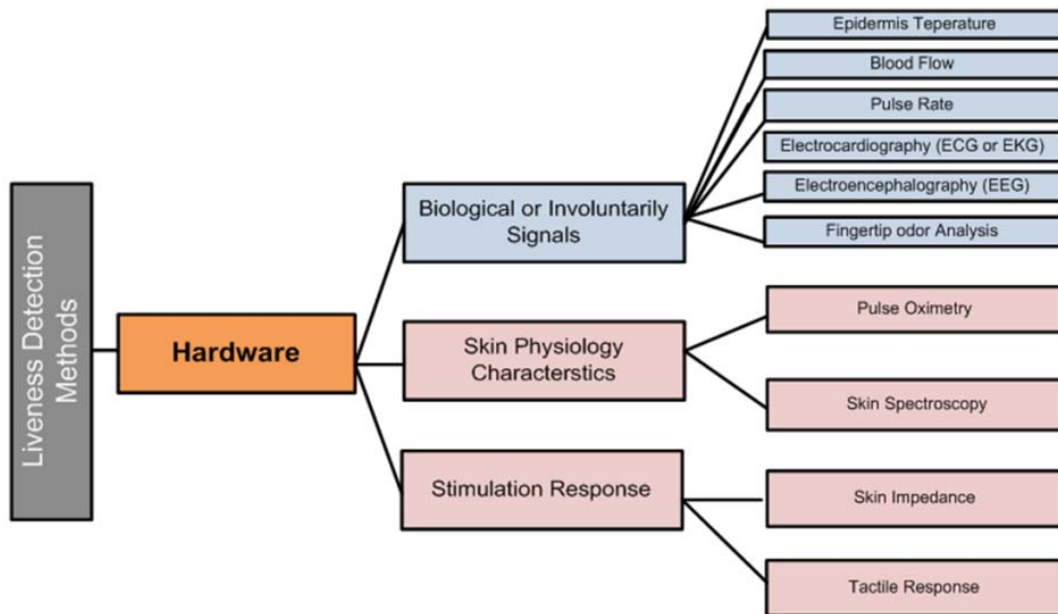 Liveness Detection
Methods
Hardware
Biological or Involuntarily
Signals
Epidermis Teperature
Blood Flow
Pulse Rate
Electrocardiography (ECG or EKG)
Electroencephalography (EEG)
Fingertip odor Analysis
Skin Physiology
Characterstics
Pulse Oximetry
Skin Spectroscopy
Stimulation Response
Skin Impedance
Tactile Response